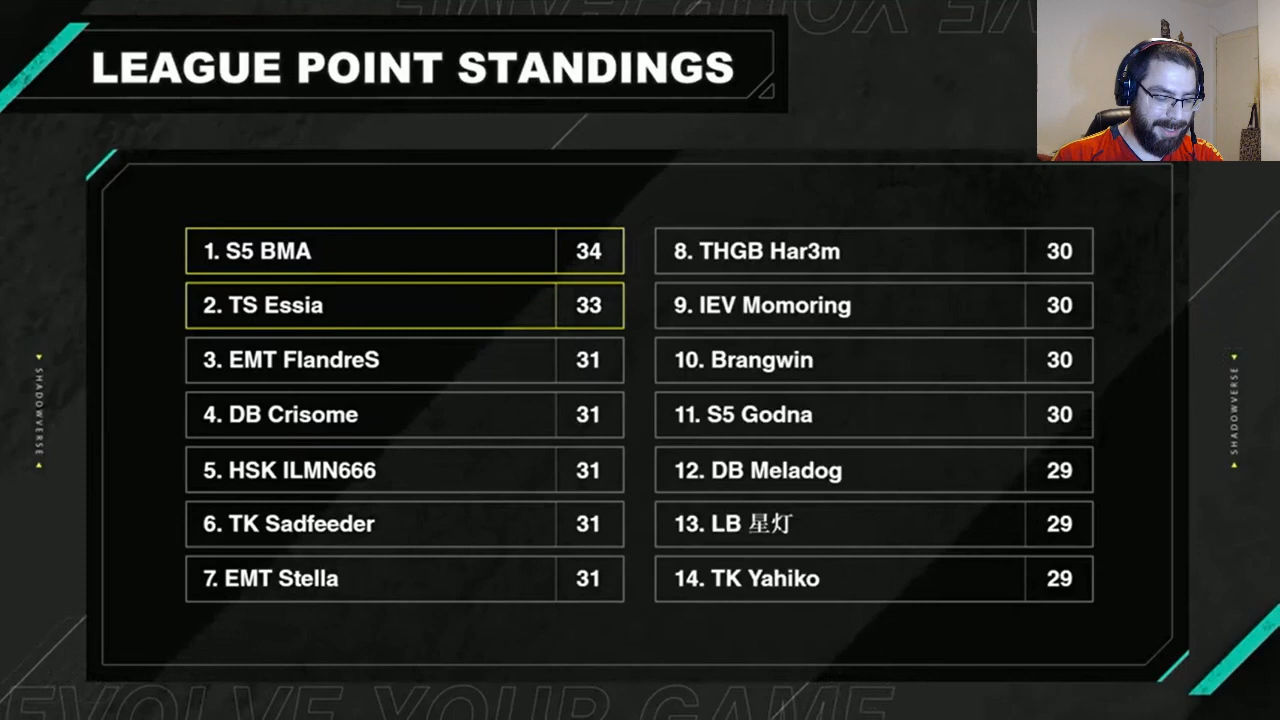 EVOLVE YOUR GAME
LEAGUE POINT STANDINGS
1. S5 BMA 34
2. TS Essia 33
3. EMT FlandreS 31
4. DB Crisome 31
5. HSK ILMN666 31
6. TK Sadfeeder 31
7. EMT Stella 31
8. THGB Har3m 30
9. IEV Momoring 30
10. Brangwin 30
11. S5 Godna 30
12. DB Meladog 29
13. LB 星灯 29
14. TK Yahiko 29
SHADOWVERSE
SHADOWVERSE
EVOLVE YOUR GAME